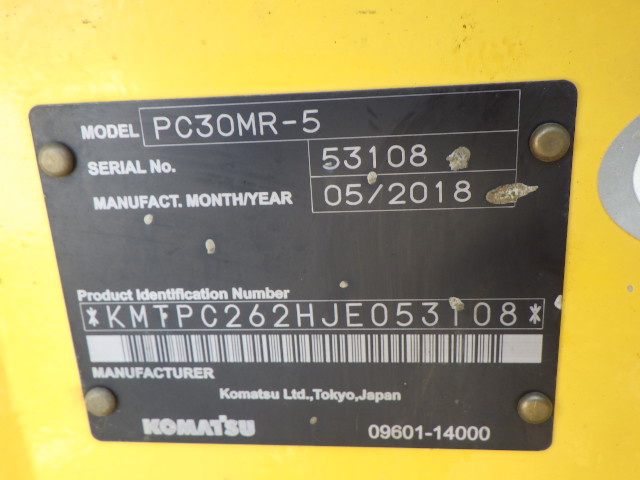 MODEL PC30MR-5
SERIAL No. 53108
MANUFACT. MONTH/YEAR 05/2018
Product Identification Number
*KMTPC262HJE053108*
MANUFACTURER
Komatsu Ltd.,Tokyo,Japan
KOMATSU 09601-14000